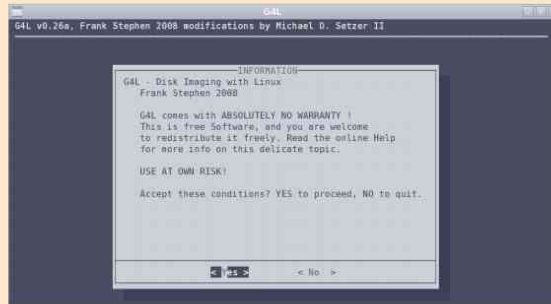 G4L
G4L v0.26a, Frank Stephen 2008 modifications by Michael D. Setzer II
INFORMATION
G4L - Disk Imaging with Linux
Frank Stephen 2008
G4L comes with ABSOLUTELY NO WARRANTY !
This is free Software, and you are welcome
to redistribute it freely. Read the online Help
for more info on this delicate topic.
USE AT OWN RISK!
Accept these conditions? YES to proceed, NO to quit.
< Yes > < No >